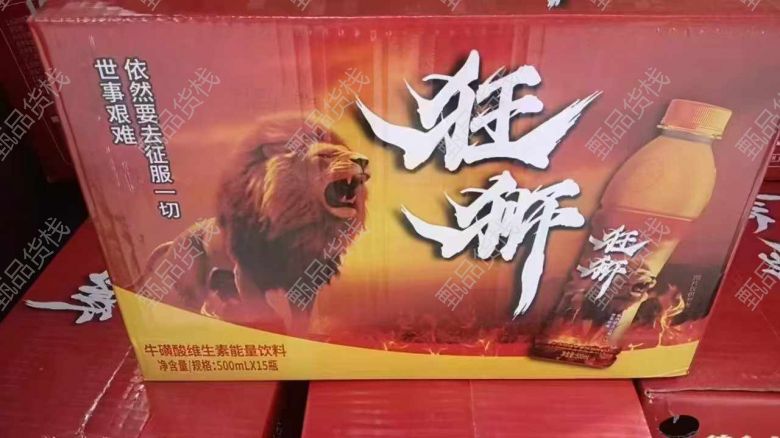 世事艰难
依然要去征服一切
狂狮
狂狮
牛磺酸维生素能量饮料
净含量/规格:500mLX15瓶
甄品货栈